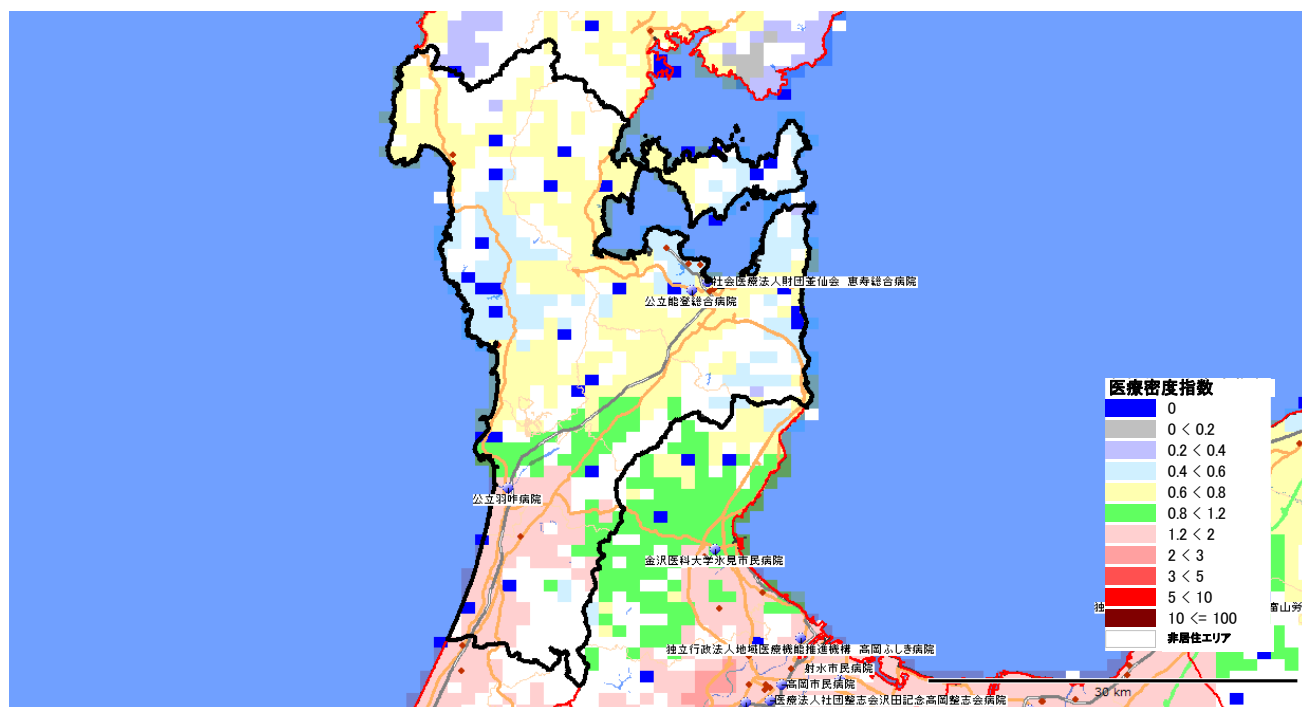 社会医療法人財団董仙会 恵寿総合病院
公立能登総合病院
医療密度指数
0
0 < 0.2
0.2 < 0.4
0.4 < 0.6
0.6 < 0.8
0.8 < 1.2
1.2 < 2
2 < 3
3 < 5
5 < 10
10 <= 100
非居住エリア
公立羽咋病院
金沢医科大学氷見市民病院
独
富山労
独立行政法人地域医療機能推進機構 高岡ふしき病院
射水市民病院
高岡市民病院
30 km
医療法人社団整志会沢田記念高岡整志会病院